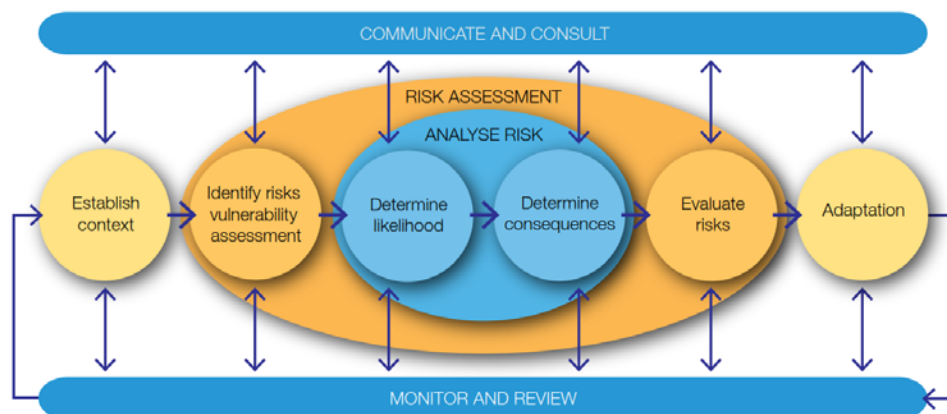 COMMUNICATE AND CONSULT
RISK ASSESSMENT
ANALYSE RISK
Establish
context
Identify risks
vulnerability
assessment
Determine
likelihood
Determine
consequences
Evaluate
risks
Adaptation
MONITOR AND REVIEW